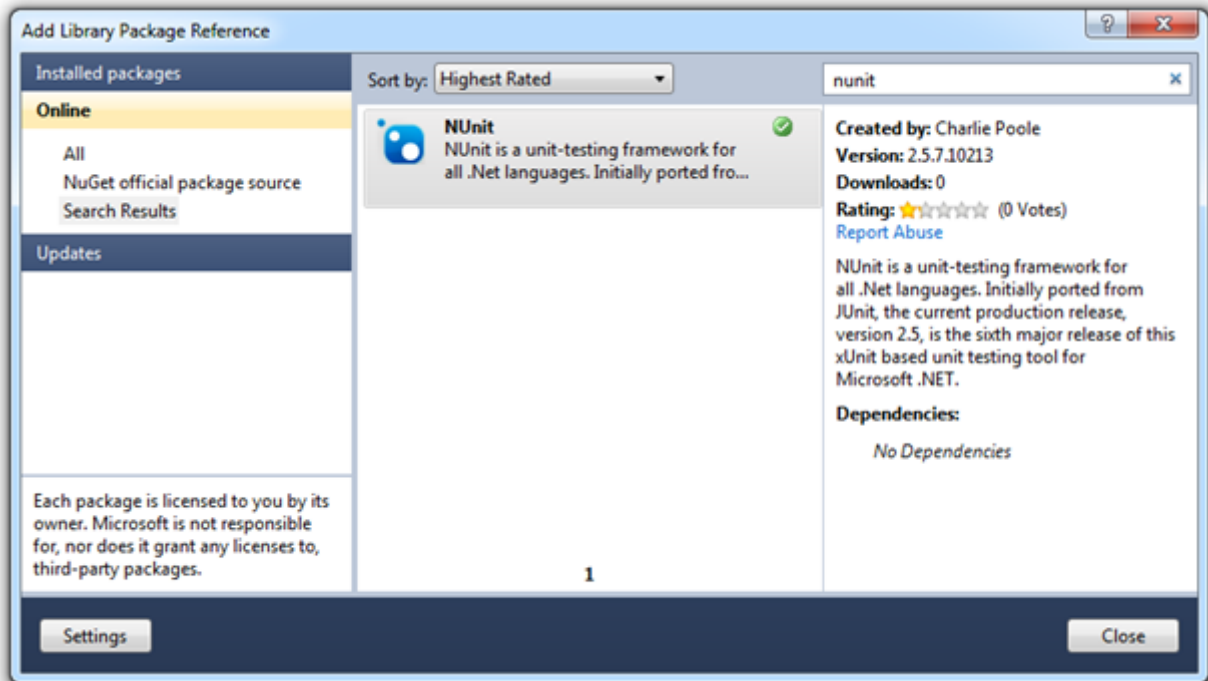 Add Library Package Reference
Installed packages
Online
All
NuGet official package source
Search Results
Updates
Each package is licensed to you by its
owner. Microsoft is not responsible
for, nor does it grant any licenses to,
third-party packages.
Sort by: Highest Rated
NUnit
NUnit is a unit-testing framework for
all .Net languages. Initially ported fro...
1
nunit
Created by: Charlie Poole
Version: 2.5.7.10213
Downloads: 0
Rating: (0 Votes)
Report Abuse
NUnit is a unit-testing framework for
all .Net languages. Initially ported from
JUnit, the current production release,
version 2.5, is the sixth major release of this
xUnit based unit testing tool for
Microsoft .NET.
Dependencies:
No Dependencies
Settings
Close